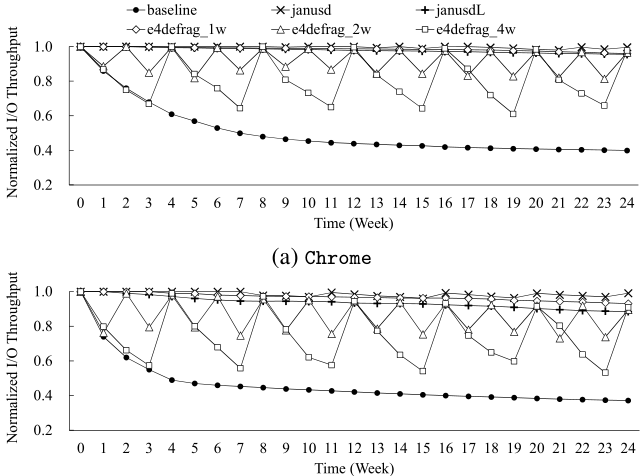 baseline janusd janusdL
e4defrag_1w e4defrag_2w e4defrag_4w
Normalized I/O Throughput
1.0
0.8
0.6
0.4
0.2
0 1 2 3 4 5 6 7 8 9 10 11 12 13 14 15 16 17 18 19 20 21 22 23 24
Time (Week)
(a) Chrome
Normalized I/O Throughput
1.0
0.8
0.6
0.4
0.2
0 1 2 3 4 5 6 7 8 9 10 11 12 13 14 15 16 17 18 19 20 21 22 23 24
Time (Week)